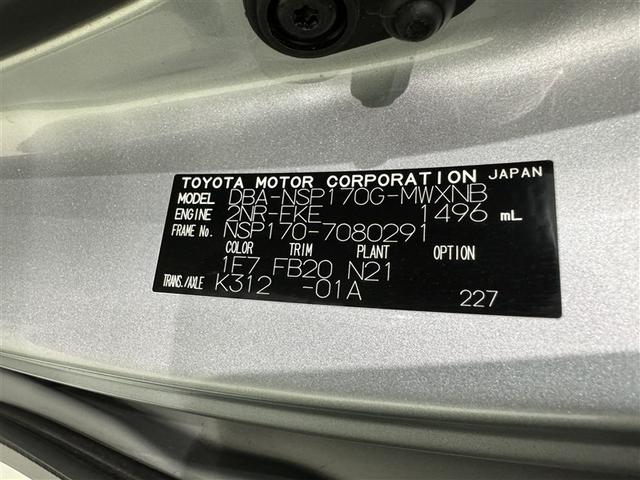 TOYOTA MOTOR CORPORATION JAPAN
MODEL DBA-NSP170G-MWXNB
ENGINE 2NR-FKE 1496 mL
FRAME No. NSP170-7080291
COLOR TRIM PLANT OPTION
1F7 FB20 N21
TRANS./AXLE K312 -01A
227